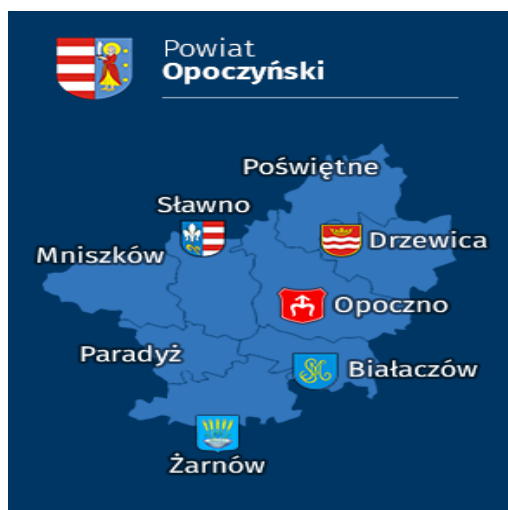 Powiat
Opoczyński
Poświętne
Sławno
Drzewica
Mniszków
Opoczno
Paradyż
Białaczów
Żarnów